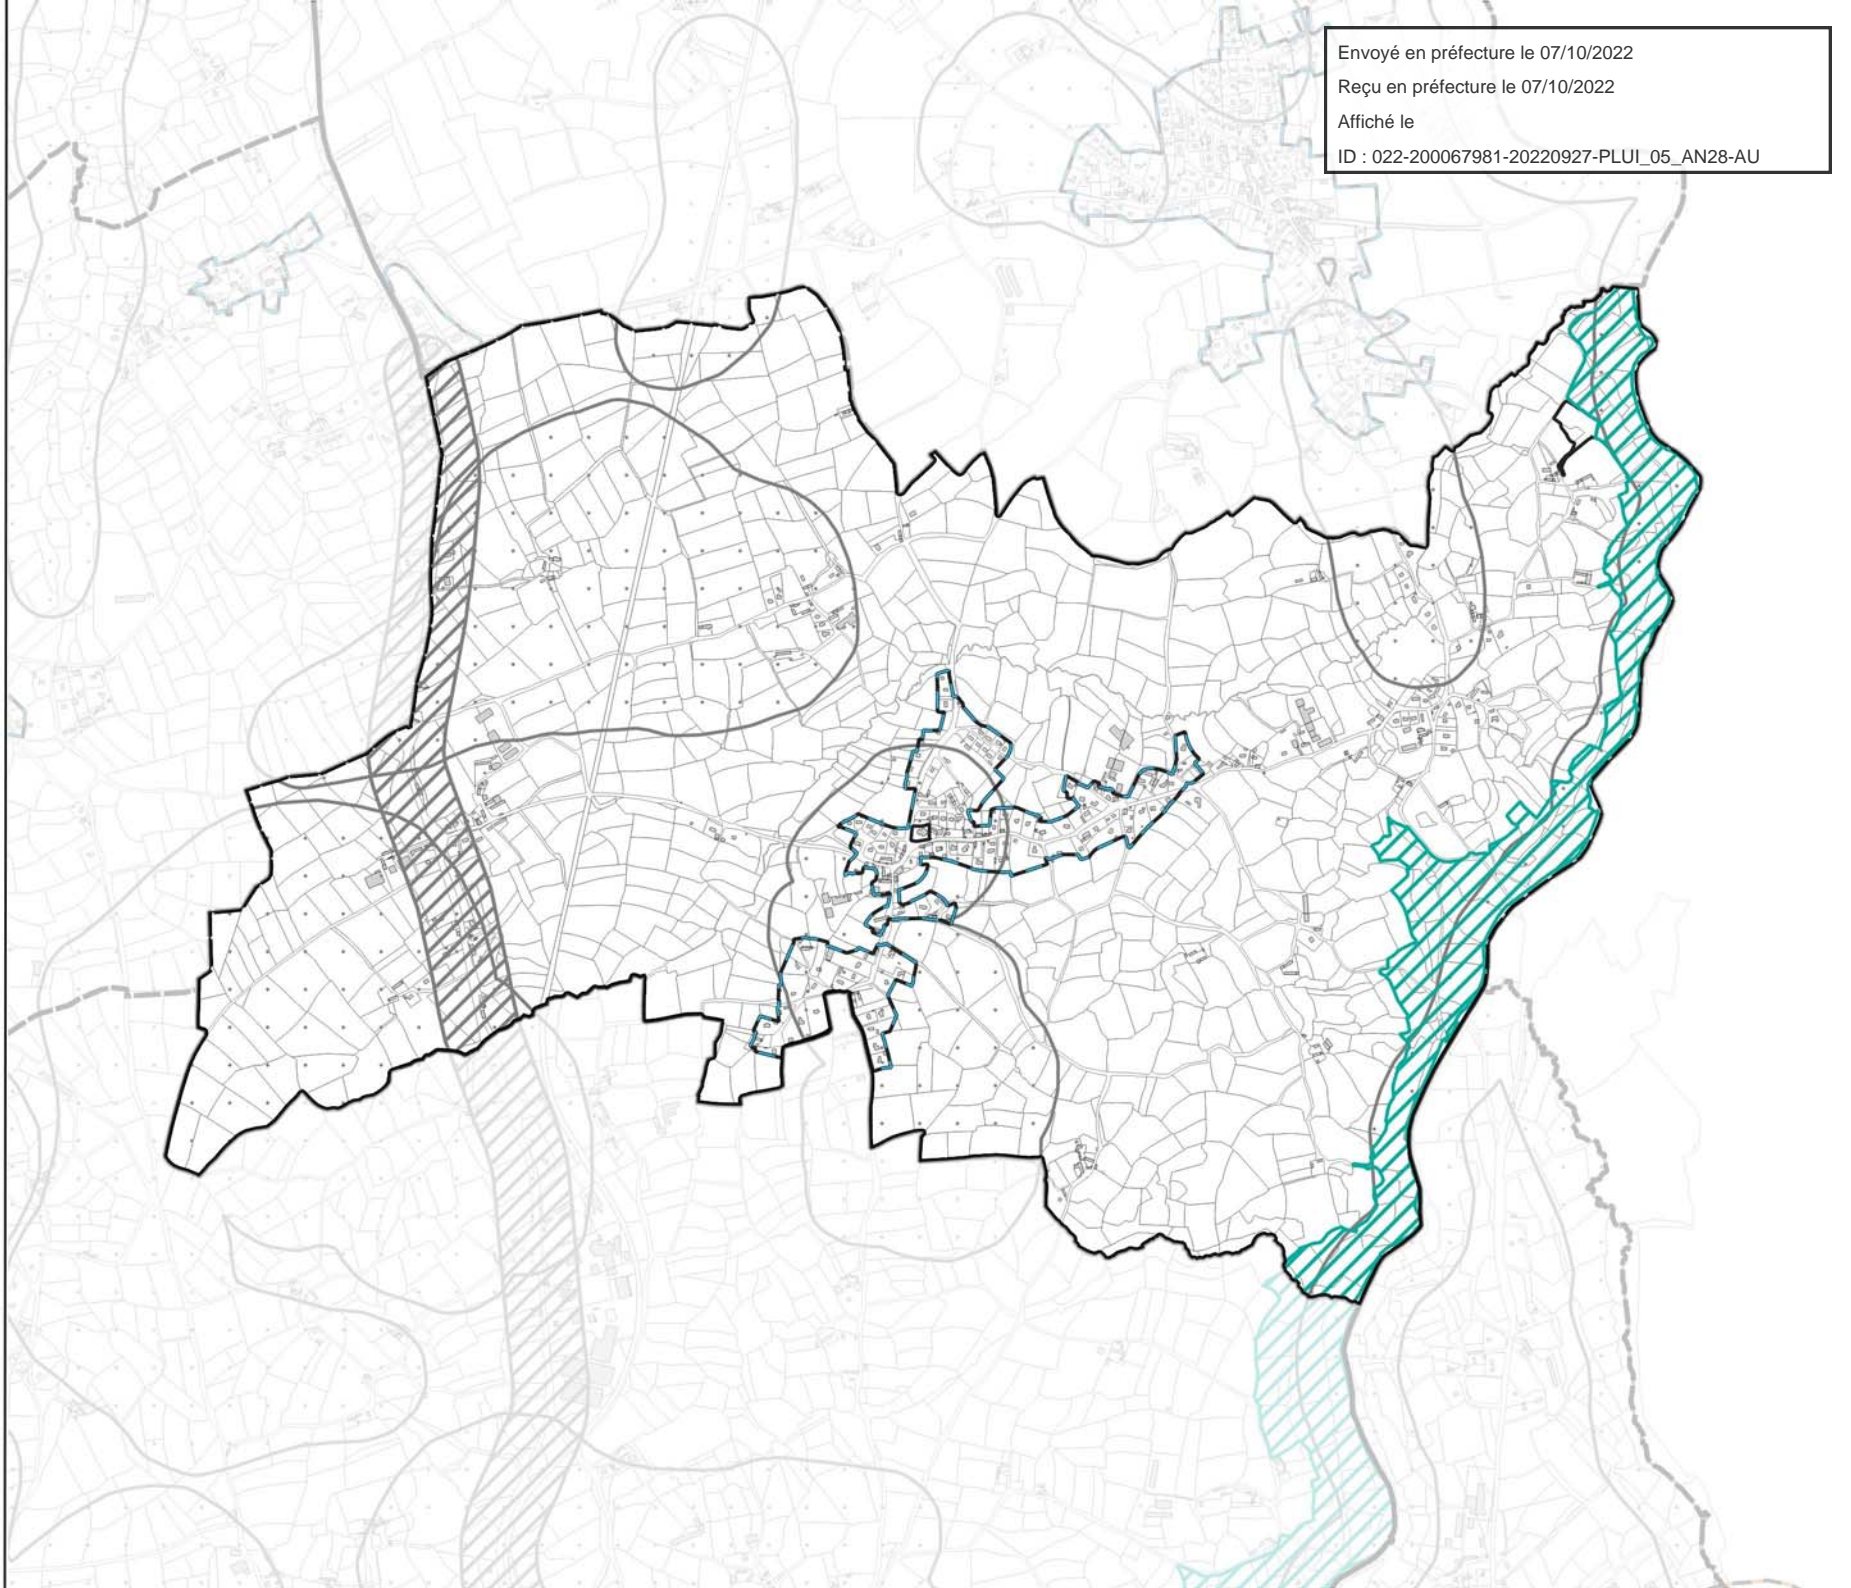 Envoyé en préfecture le 07/10/2022
Reçu en préfecture le 07/10/2022
Affiché le
ID : 022-200067981-20220927-PLUI_05_AN28-AU